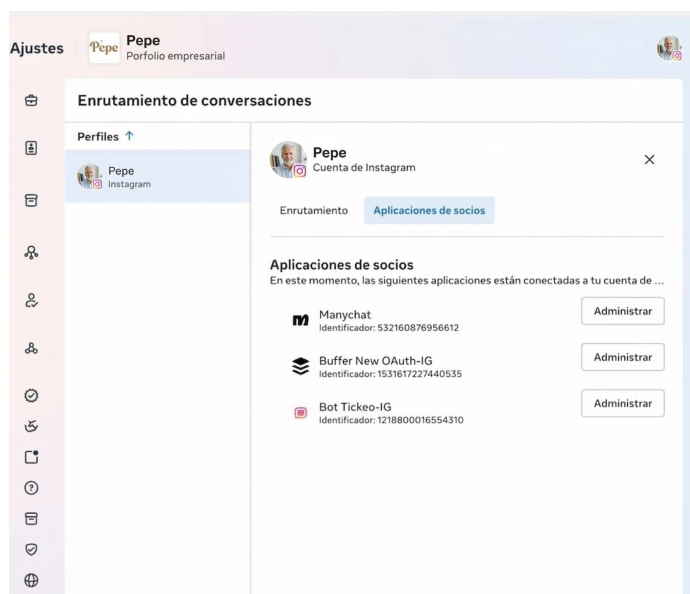 Ajustes
Pepe
Pepe
Porfolio empresarial
Enrutamiento de conversaciones
Perfiles ↑
Pepe
Instagram
Pepe
Cuenta de Instagram
Enrutamiento
Aplicaciones de socios
Aplicaciones de socios
En este momento, las siguientes aplicaciones están conectadas a tu cuenta de ...
Manychat
Identificador: 532160876956612
Administrar
Buffer New OAuth-IG
Identificador: 1531617227440535
Administrar
Bot Tickeo-IG
Identificador: 1218800016554310
Administrar